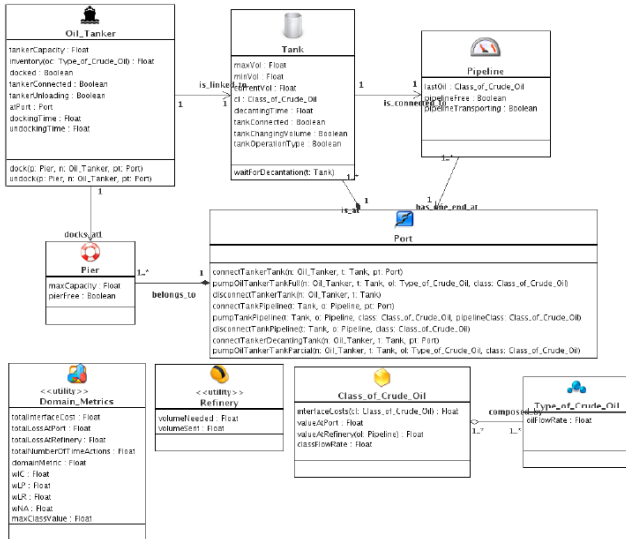 Oil_Tanker
tankerCapacity : Float
inventory(oc: Type_of_Crude_Oil) : Float
docked : Boolean
tankerConnected : Boolean
tankerUnloading : Boolean
atPort : Port
dockingTime : Float
undockingTime : Float
dock(p: Pier, n: Oil_Tanker, pt: Port)
undock(p: Pier, n: Oil_Tanker, pt: Port)
is_linked_to
1
1
Tank
maxVol : Float
minVol : Float
currentVol : Float
cl : Class_of_Crude_Oil
decantingTime : Float
tankConnected : Boolean
tankChangingVolume : Boolean
tankOperationType : Boolean
waitForDecantation(t: Tank)
1
1
is_connected_to
Pipeline
lastOil : Class_of_Crude_Oil
pipelineFree : Boolean
pipelineTransporting : Boolean
1
docks_at
1
1..*
1
is_at
1..*
1
has_one_end_at
Pier
maxCapacity : Float
pierFree : Boolean
1..*
1
belongs_to
Port
connectTankerTank(n: Oil_Tanker, t: Tank, pt: Port)
pumpOilTankerTankFull(n: Oil_Tanker, t: Tank, ol: Type_of_Crude_Oil, class: Class_of_Crude_Oil)
disconnectTankerTank(n: Oil_Tanker, t: Tank)
connectTankPipeline(t: Tank, o: Pipeline, pt: Port)
pumpTankPipeline(t: Tank, o: Pipeline, class: Class_of_Crude_Oil, pipelineClass: Class_of_Crude_Oil)
disconnectTankPipeline(t: Tank, o: Pipeline, class: Class_of_Crude_Oil)
connectTankerDecantingTank(n: Oil_Tanker, t: Tank, pt: Port)
pumpOilTankerTankParcial(n: Oil_Tanker, t: Tank, ol: Type_of_Crude_Oil, class: Class_of_Crude_Oil)
<<utility>>
Domain_Metrics
totalInterfaceCost : Float
totalLossAtPort : Float
totalLossAtRefinery : Float
totalNumberOfTimeActions : Float
domainMetric : Float
wIC : Float
wLP : Float
wLR : Float
wNA : Float
maxClassValue : Float
<<utility>>
Refinery
volumeNeeded : Float
volumeSent : Float
Class_of_Crude_Oil
interfaceCosts(cl: Class_of_Crude_Oil) : Float
valueAtPort : Float
valueAtRefinery(ol: Pipeline) : Float
classFlowRate : Float
composed_by
1..*
1..*
Type_of_Crude_Oil
oilFlowRate : Float